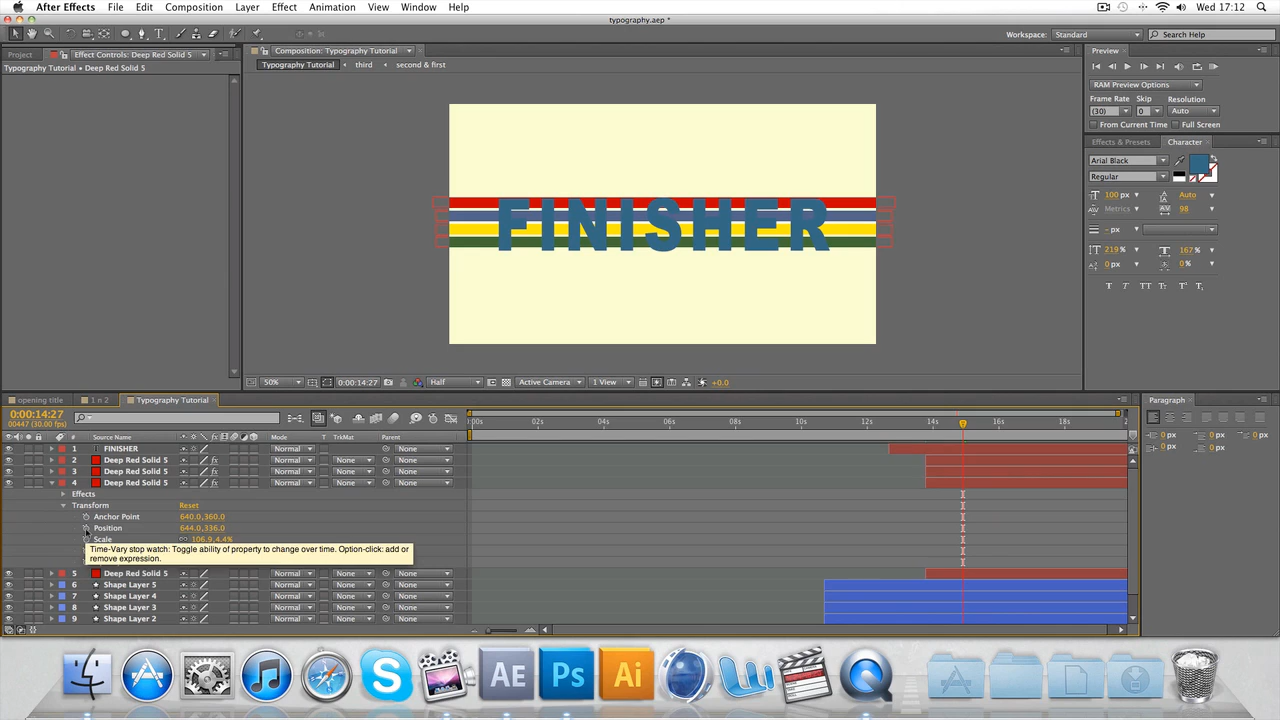 After Effects File Edit Composition Layer Effect Animation View Window Help Wed 17:12
typography.aep *
Workspace: Standard Search Help
Project Effect Controls: Deep Red Solid 5 Composition: Typography Tutorial Preview
Typography Tutorial • Deep Red Solid 5 Typography Tutorial third second & first
RAM Preview Options
Frame Rate Skip Resolution
(30) 0 Auto
From Current Time Full Screen
Effects & Presets Character
Arial Black
Regular
100 px Auto
Metrics 98
- px
219 % 167 %
0 px 0 %
T T TT Tт T¹ T₁
FINISHER
50% 0:00:14:27 Half Active Camera 1 View +0.0
opening title 1 n 2 Typography Tutorial Paragraph
0:00:14:27
00447 (30.00 fps)
:00s 02s 04s 06s 08s 10s 12s 14s 16s 18s 2
0 px 0 px 0 px
0 px 0 px
# Source Name fx Mode T TrkMat Parent
1 T FINISHER Normal None
2 Deep Red Solid 5 fx Normal None None
3 Deep Red Solid 5 fx Normal None None
4 Deep Red Solid 5 fx Normal None None
Effects
Transform Reset
Anchor Point 640.0,360.0
Position 644.0,336.0
Scale 106.9,4.4%
Time-Vary stop watch: Toggle ability of property to change over time. Option-click: add or
remove expression.
5 Deep Red Solid 5 Normal None None
6 Shape Layer 5 Normal None None
7 Shape Layer 4 Normal None None
8 Shape Layer 3 Normal None None
9 Shape Layer 2 Normal None None
AE Ps Ai